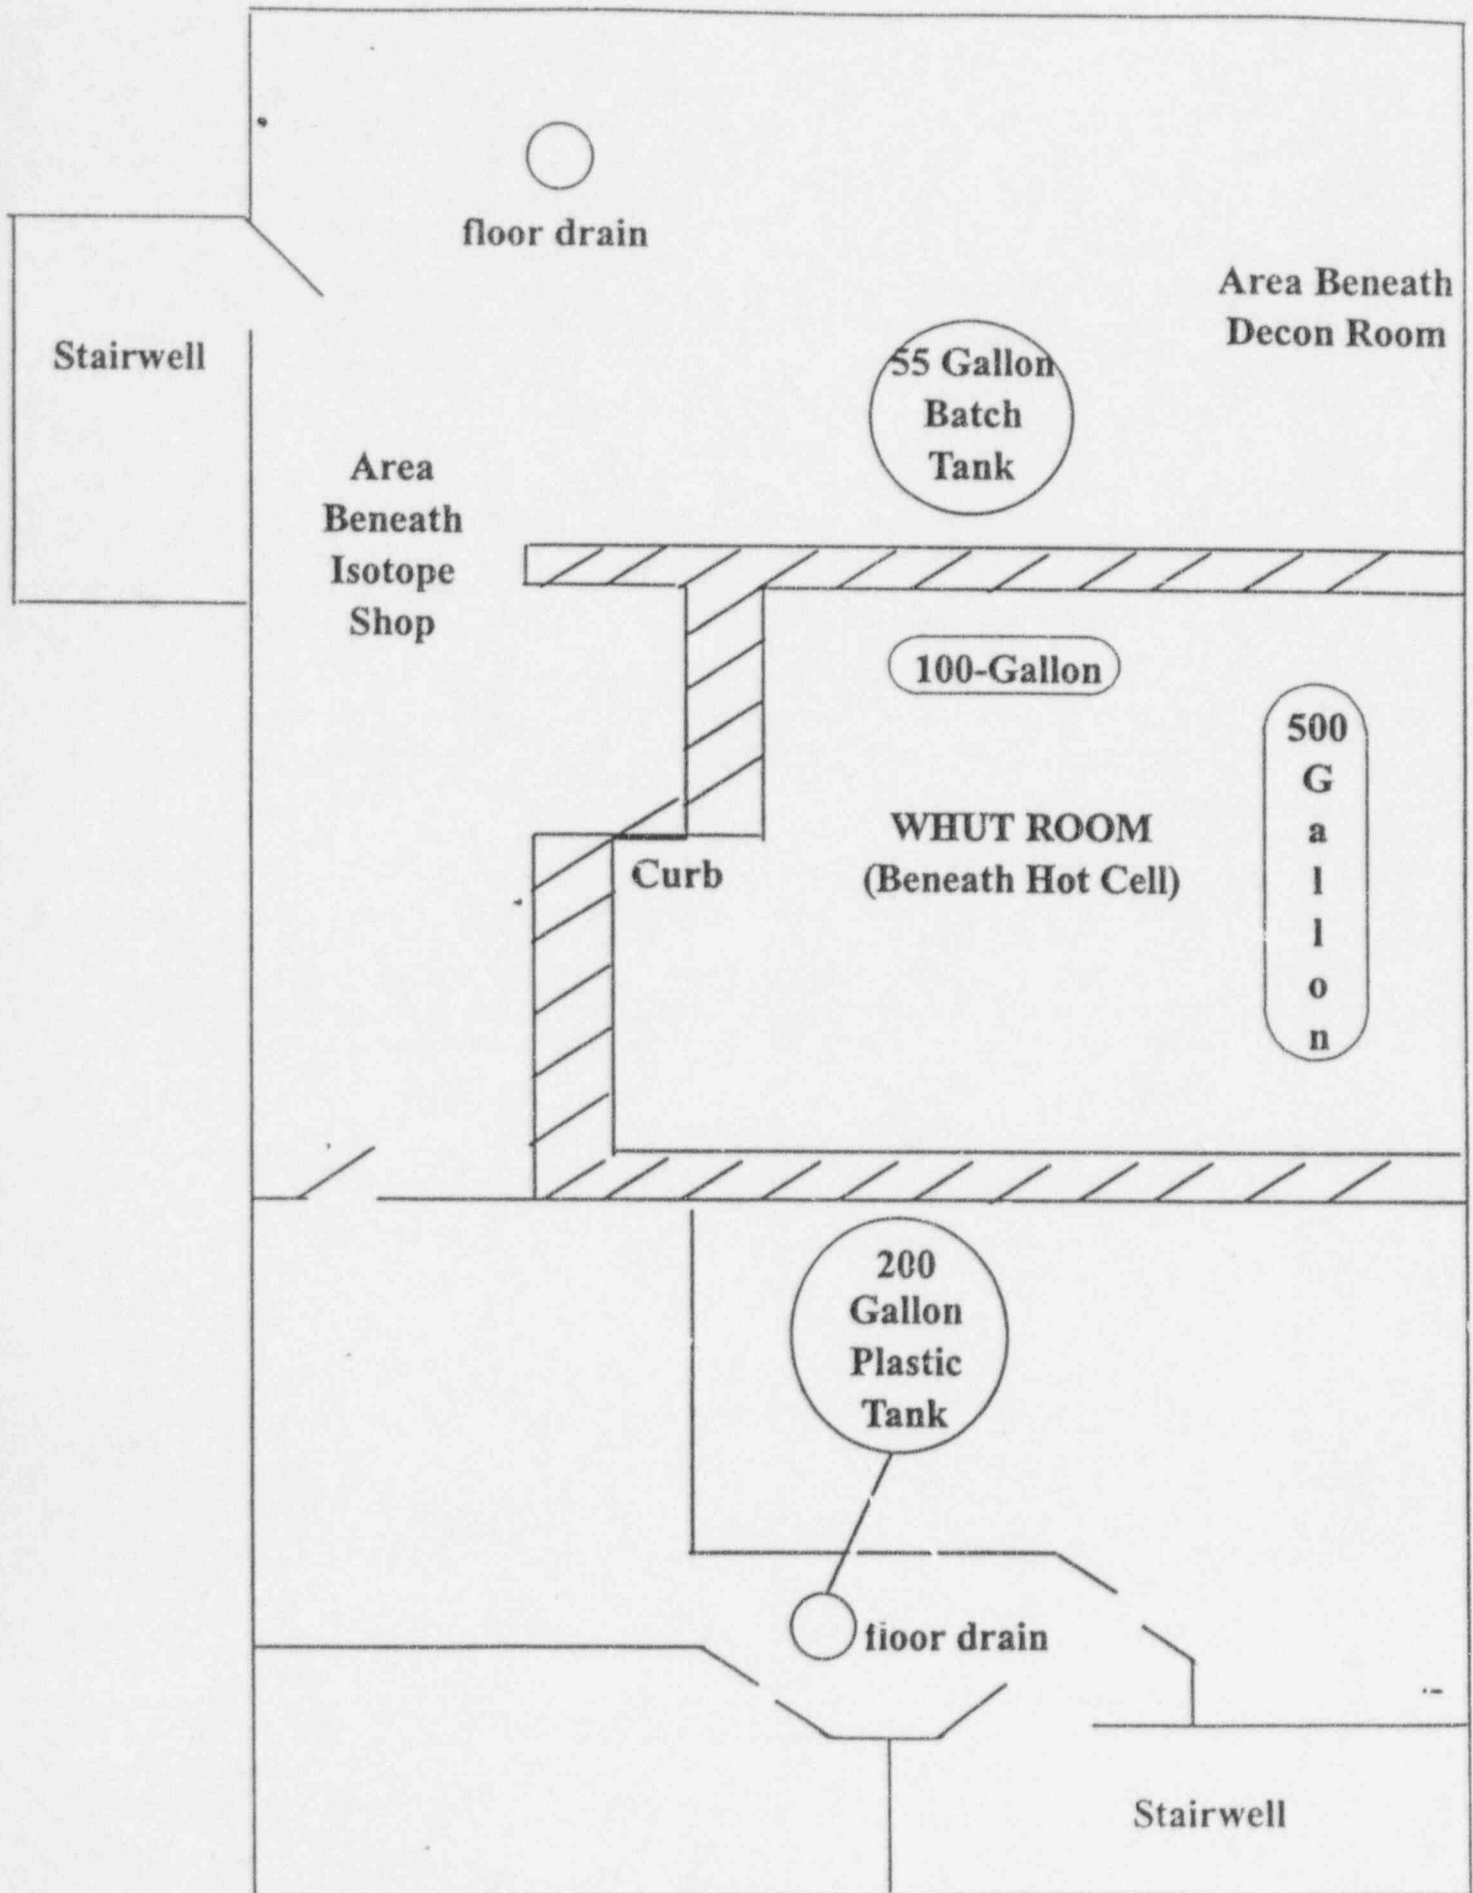 floor drain
Area Beneath
Decon Room
Stairwell
55 Gallon
Batch
Tank
Area
Beneath
Isotope
Shop
100-Gallon
500
G
a
l
l
o
n
WHUT ROOM
(Beneath Hot Cell)
Curb
200
Gallon
Plastic
Tank
floor drain
Stairwell